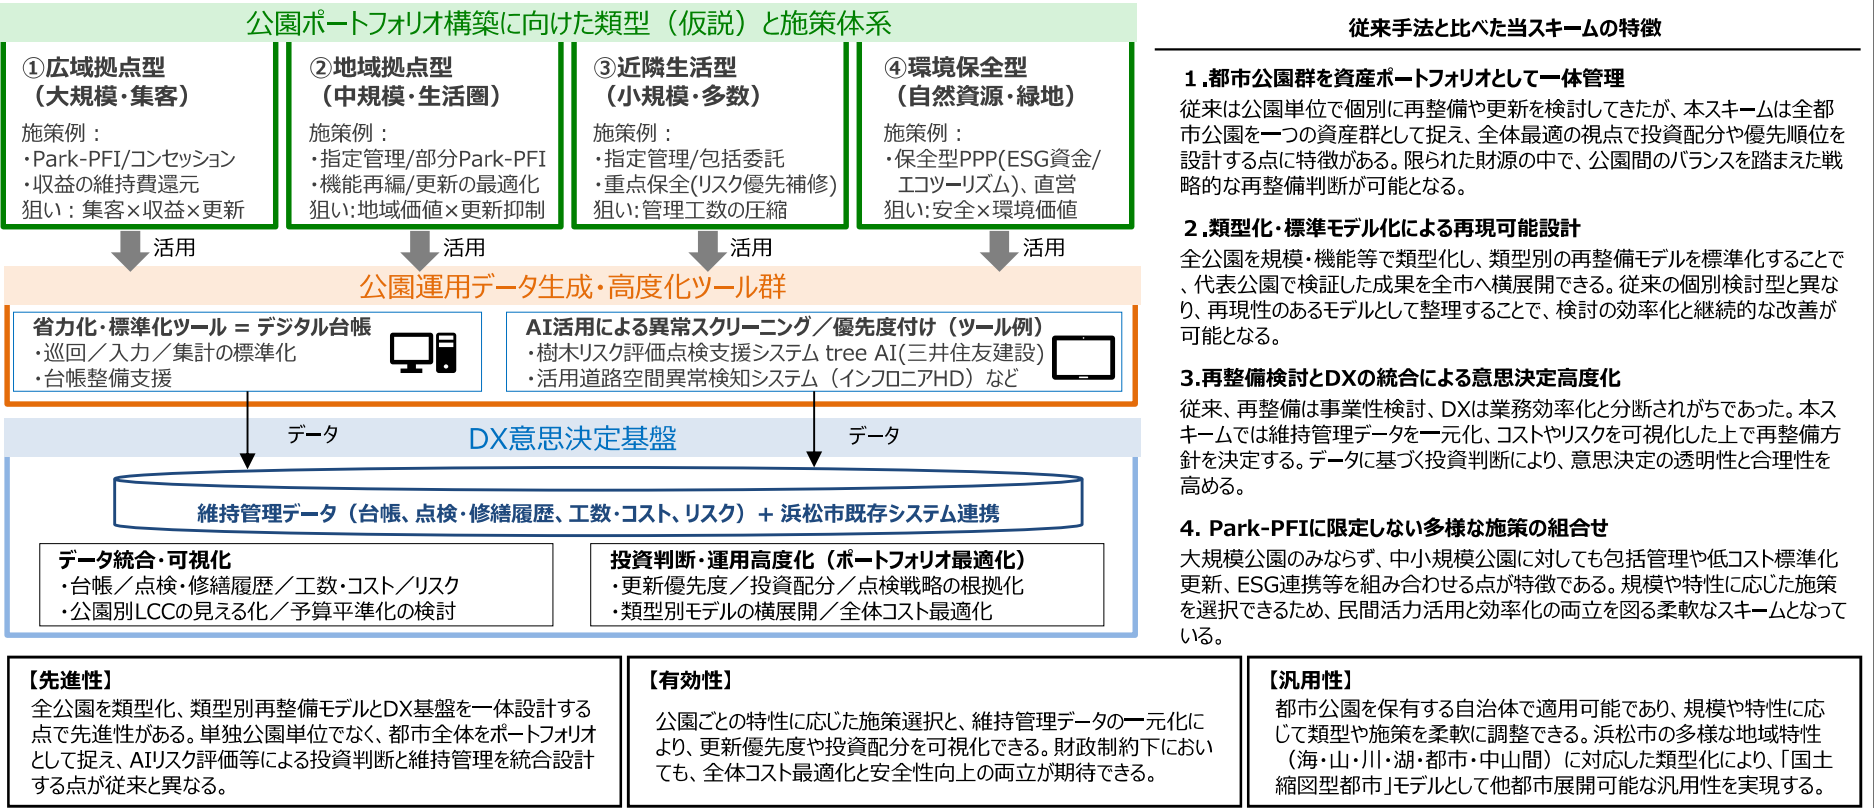 公園ポートフォリオ構築に向けた類型（仮説）と施策体系
①広域拠点型
（大規模・集客）
施策例：
・Park-PFI/コンセッション
・収益の維持費還元
狙い：集客×収益×更新
②地域拠点型
（中規模・生活圏）
施策例：
・指定管理/部分Park-PFI
・機能再編/更新の最適化
狙い:地域価値×更新抑制
③近隣生活型
（小規模・多数）
施策例：
・指定管理/包括委託
・重点保全(リスク優先補修)
狙い:管理工数の圧縮
④環境保全型
（自然資源・緑地）
施策例：
・保全型PPP(ESG資金/
エコツーリズム)、直営
狙い:安全×環境価値
活用
活用
活用
活用
公園運用データ生成・高度化ツール群
省力化・標準化ツール = デジタル台帳
・巡回／入力／集計の標準化
・台帳整備支援
AI活用による異常スクリーニング／優先度付け（ツール例）
・樹木リスク評価点検支援システム tree AI(三井住友建設)
・活用道路空間異常検知システム（インフロニアHD）など
データ
DX意思決定基盤
データ
維持管理データ（台帳、点検・修繕履歴、工数・コスト、リスク）+ 浜松市既存システム連携
データ統合・可視化
・台帳／点検・修繕履歴／工数・コスト／リスク
・公園別LCCの見える化／予算平準化の検討
投資判断・運用高度化（ポートフォリオ最適化）
・更新優先度／投資配分／点検戦略の根拠化
・類型別モデルの横展開／全体コスト最適化
従来手法と比べた当スキームの特徴
１.都市公園群を資産ポートフォリオとして一体管理
従来は公園単位で個別に再整備や更新を検討してきたが、本スキームは全都
市公園を一つの資産群として捉え、全体最適の視点で投資配分や優先順位を
設計する点に特徴がある。限られた財源の中で、公園間のバランスを踏まえた戦
略的な再整備判断が可能となる。
２.類型化・標準モデル化による再現可能設計
全公園を規模・機能等で類型化し、類型別の再整備モデルを標準化することで
、代表公園で検証した成果を全市へ横展開できる。従来の個別検討型と異な
り、再現性のあるモデルとして整理することで、検討の効率化と継続的な改善が
可能となる。
3.再整備検討とDXの統合による意思決定高度化
従来、再整備は事業性検討、DXは業務効率化と分断されがちであった。本ス
キームでは維持管理データを一元化、コストやリスクを可視化した上で再整備方
針を決定する。データに基づく投資判断により、意思決定の透明性と合理性を
高める。
4. Park-PFIに限定しない多様な施策の組合せ
大規模公園のみならず、中小規模公園に対しても包括管理や低コスト標準化
更新、ESG連携等を組み合わせる点が特徴である。規模や特性に応じた施策
を選択できるため、民間活力活用と効率化の両立を図る柔軟なスキームとなって
いる。
【先進性】
全公園を類型化、類型別再整備モデルとDX基盤を一体設計する
点で先進性がある。単独公園単位でなく、都市全体をポートフォリオ
として捉え、AIリスク評価等による投資判断と維持管理を統合設計
する点が従来と異なる。
【有効性】
公園ごとの特性に応じた施策選択と、維持管理データの一元化に
より、更新優先度や投資配分を可視化できる。財政制約下におい
ても、全体コスト最適化と安全性向上の両立が期待できる。
【汎用性】
都市公園を保有する自治体で適用可能であり、規模や特性に応
じて類型や施策を柔軟に調整できる。浜松市の多様な地域特性
（海・山・川・湖・都市・中山間）に対応した類型化により、「国土
縮図型都市」モデルとして他都市展開可能な汎用性を実現する。